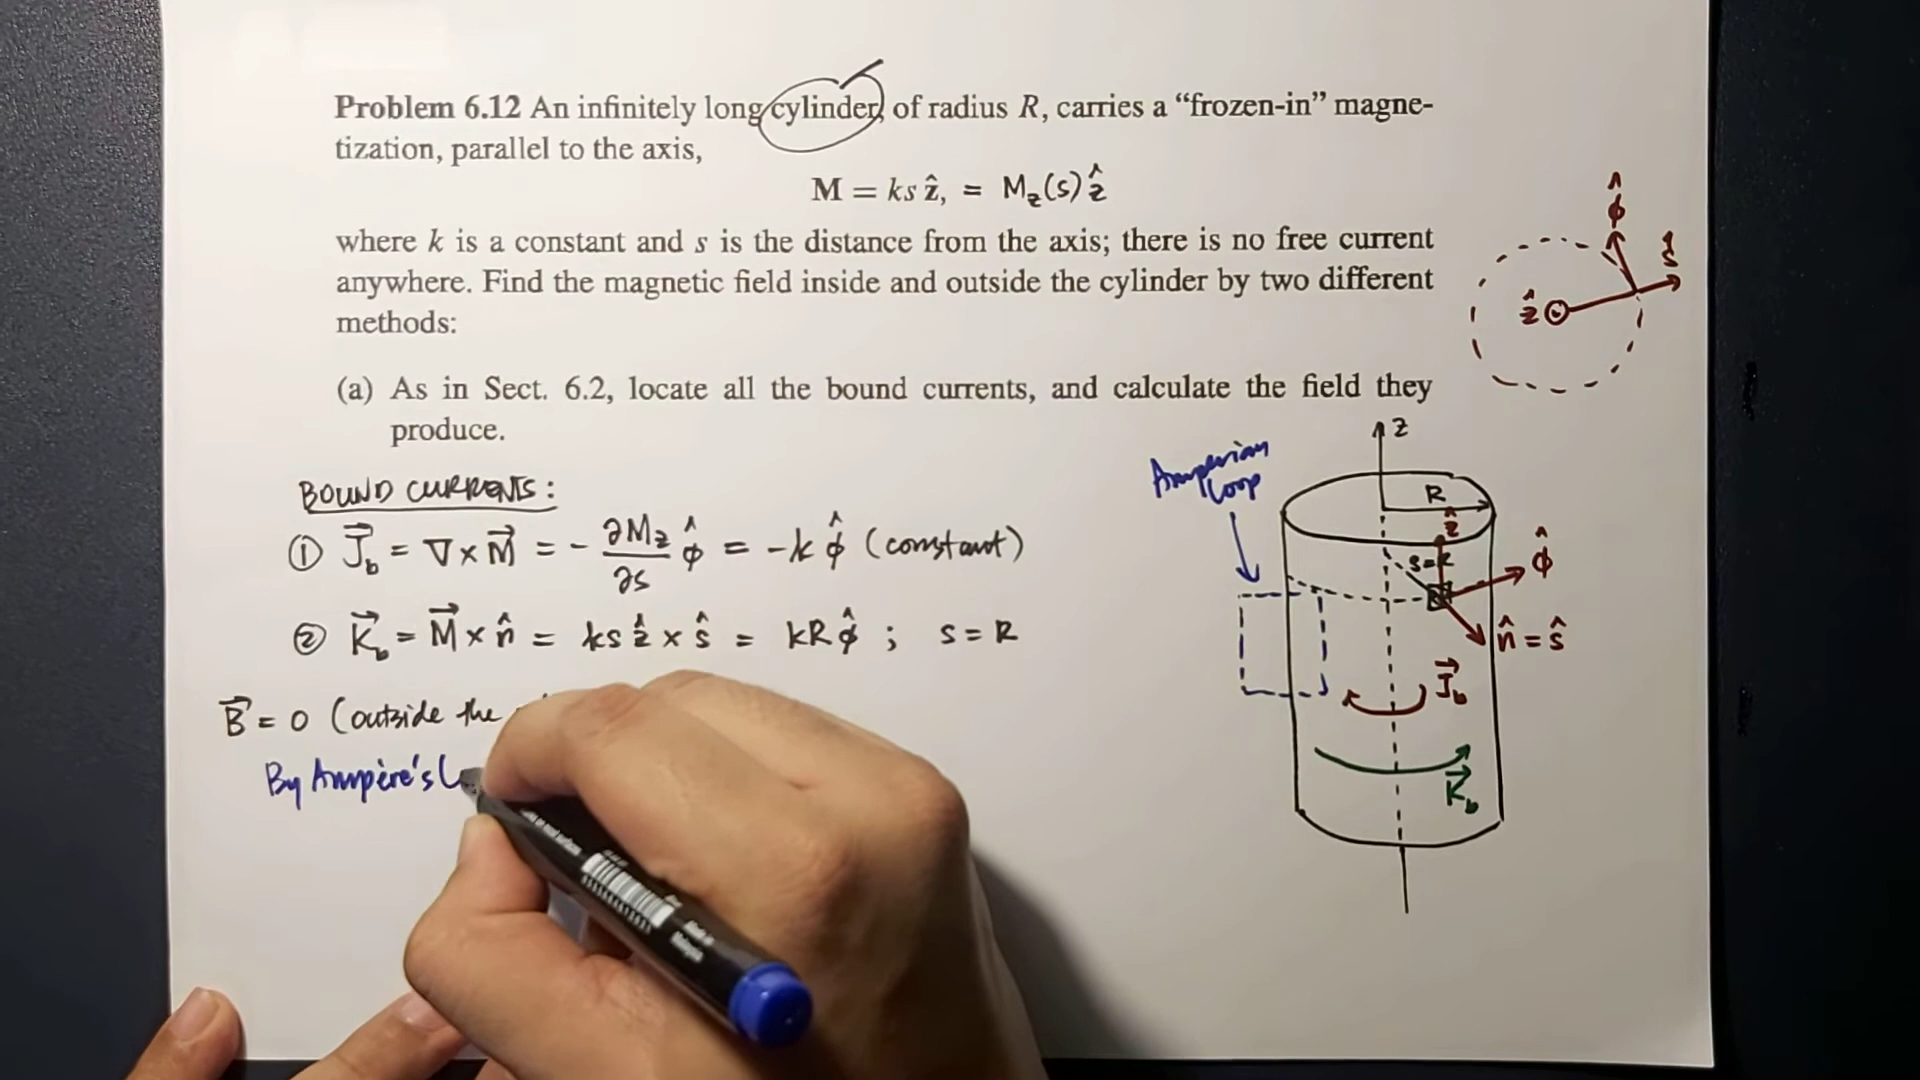 Problem 6.12 An infinitely long cylinder, of radius R, carries a “frozen-in” magne-
tization, parallel to the axis,
M = ks ẑ, = M_z(s) ẑ
where k is a constant and s is the distance from the axis; there is no free current
anywhere. Find the magnetic field inside and outside the cylinder by two different
methods:
ϕ̂
ŝ
ẑ
(a) As in Sect. 6.2, locate all the bound currents, and calculate the field they
produce.
BOUND CURRENTS:
① J⃗_b = ∇ × M⃗ = - ∂M_z/∂s ϕ̂ = -k ϕ̂ (constant)
② K⃗_b = M⃗ × n̂ = ks ẑ × ŝ = kR ϕ̂ ; s = R
B⃗ = 0 (outside the
By Ampère's
Amperian
Loop
z
R
ẑ
s=R
ϕ̂
n̂ = ŝ
J⃗_b
K⃗_b